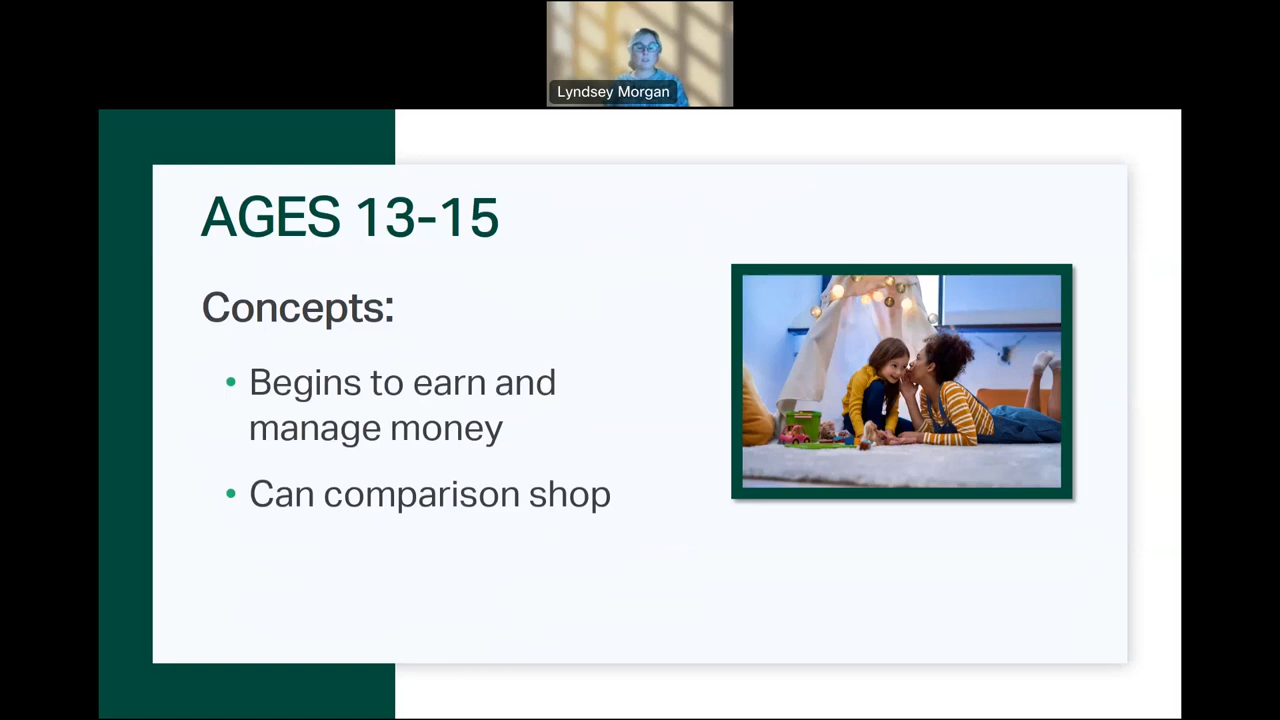 Lyndsey Morgan
AGES 13-15
Concepts:
• Begins to earn and
manage money
• Can comparison shop